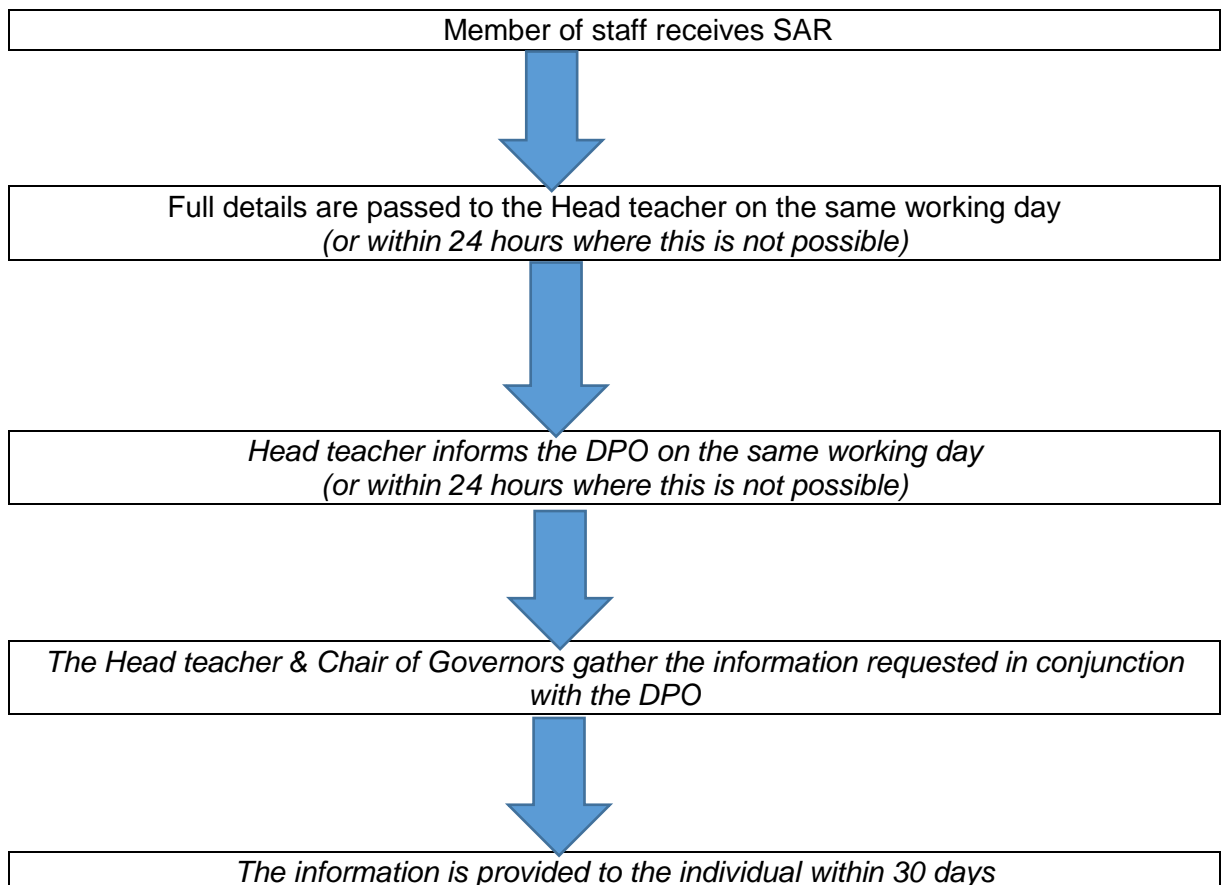 Member of staff receives SAR
Full details are passed to the Head teacher on the same working day
(or within 24 hours where this is not possible)
Head teacher informs the DPO on the same working day
(or within 24 hours where this is not possible)
The Head teacher & Chair of Governors gather the information requested in conjunction
with the DPO
The information is provided to the individual within 30 days